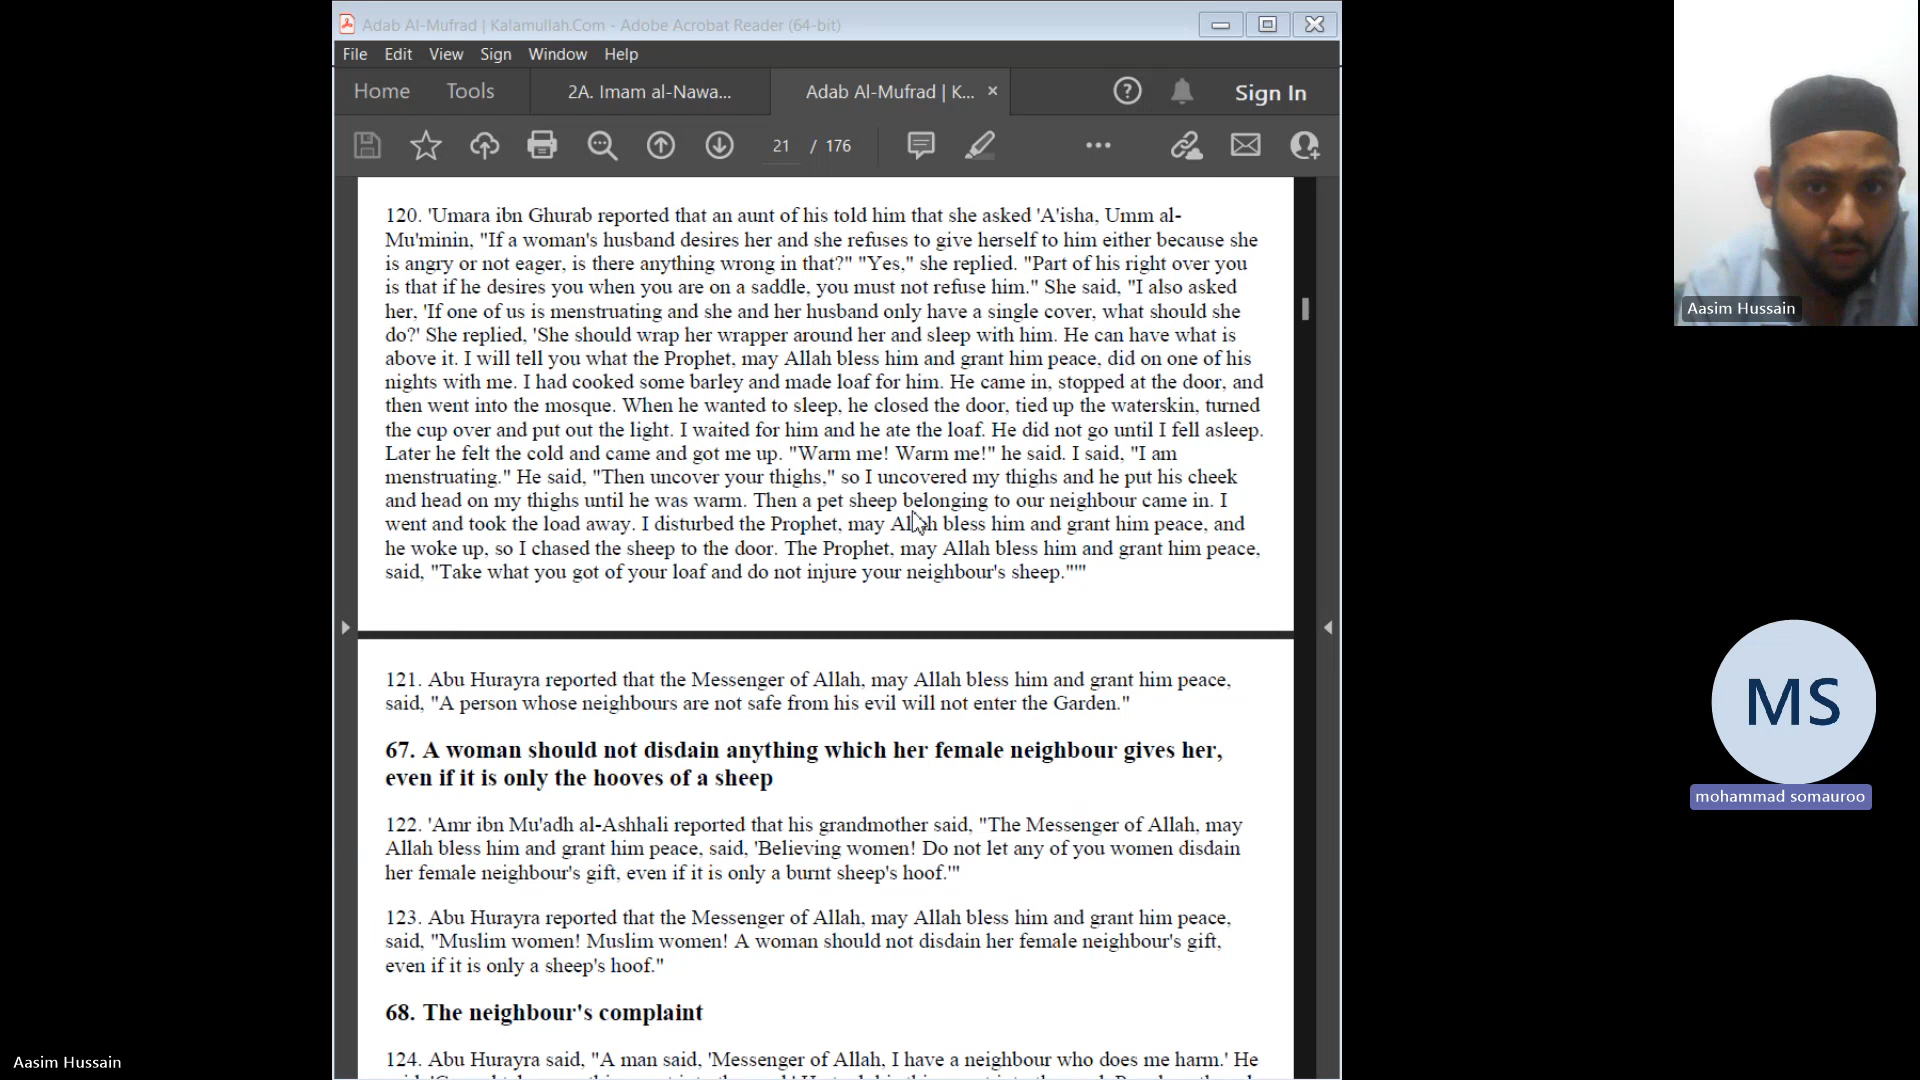 Adab Al-Mufrad | Kalamullah.Com - Adobe Acrobat Reader (64-bit)
File Edit View Sign Window Help
Home Tools 2A. Imam al-Nawa... Adab Al-Mufrad | K... × Sign In
21 / 176
120. 'Umara ibn Ghurab reported that an aunt of his told him that she asked 'A'isha, Umm al-
Mu'minin, "If a woman's husband desires her and she refuses to give herself to him either because she
is angry or not eager, is there anything wrong in that?" "Yes," she replied. "Part of his right over you
is that if he desires you when you are on a saddle, you must not refuse him." She said, "I also asked
her, 'If one of us is menstruating and she and her husband only have a single cover, what should she
do?' She replied, 'She should wrap her wrapper around her and sleep with him. He can have what is
above it. I will tell you what the Prophet, may Allah bless him and grant him peace, did on one of his
nights with me. I had cooked some barley and made loaf for him. He came in, stopped at the door, and
then went into the mosque. When he wanted to sleep, he closed the door, tied up the waterskin, turned
the cup over and put out the light. I waited for him and he ate the loaf. He did not go until I fell asleep.
Later he felt the cold and came and got me up. "Warm me! Warm me!" he said. I said, "I am
menstruating." He said, "Then uncover your thighs," so I uncovered my thighs and he put his cheek
and head on my thighs until he was warm. Then a pet sheep belonging to our neighbour came in. I
went and took the load away. I disturbed the Prophet, may Allah bless him and grant him peace, and
he woke up, so I chased the sheep to the door. The Prophet, may Allah bless him and grant him peace,
said, "Take what you got of your loaf and do not injure your neighbour's sheep."'"
121. Abu Hurayra reported that the Messenger of Allah, may Allah bless him and grant him peace,
said, "A person whose neighbours are not safe from his evil will not enter the Garden."
67. A woman should not disdain anything which her female neighbour gives her,
even if it is only the hooves of a sheep
122. 'Amr ibn Mu'adh al-Ashhali reported that his grandmother said, "The Messenger of Allah, may
Allah bless him and grant him peace, said, 'Believing women! Do not let any of you women disdain
her female neighbour's gift, even if it is only a burnt sheep's hoof.'"
123. Abu Hurayra reported that the Messenger of Allah, may Allah bless him and grant him peace,
said, "Muslim women! Muslim women! A woman should not disdain her female neighbour's gift,
even if it is only a sheep's hoof."
68. The neighbour's complaint
124. Abu Hurayra said, "A man said, 'Messenger of Allah, I have a neighbour who does me harm.' He
Aasim Hussain
MS
mohammad somauroo
Aasim Hussain